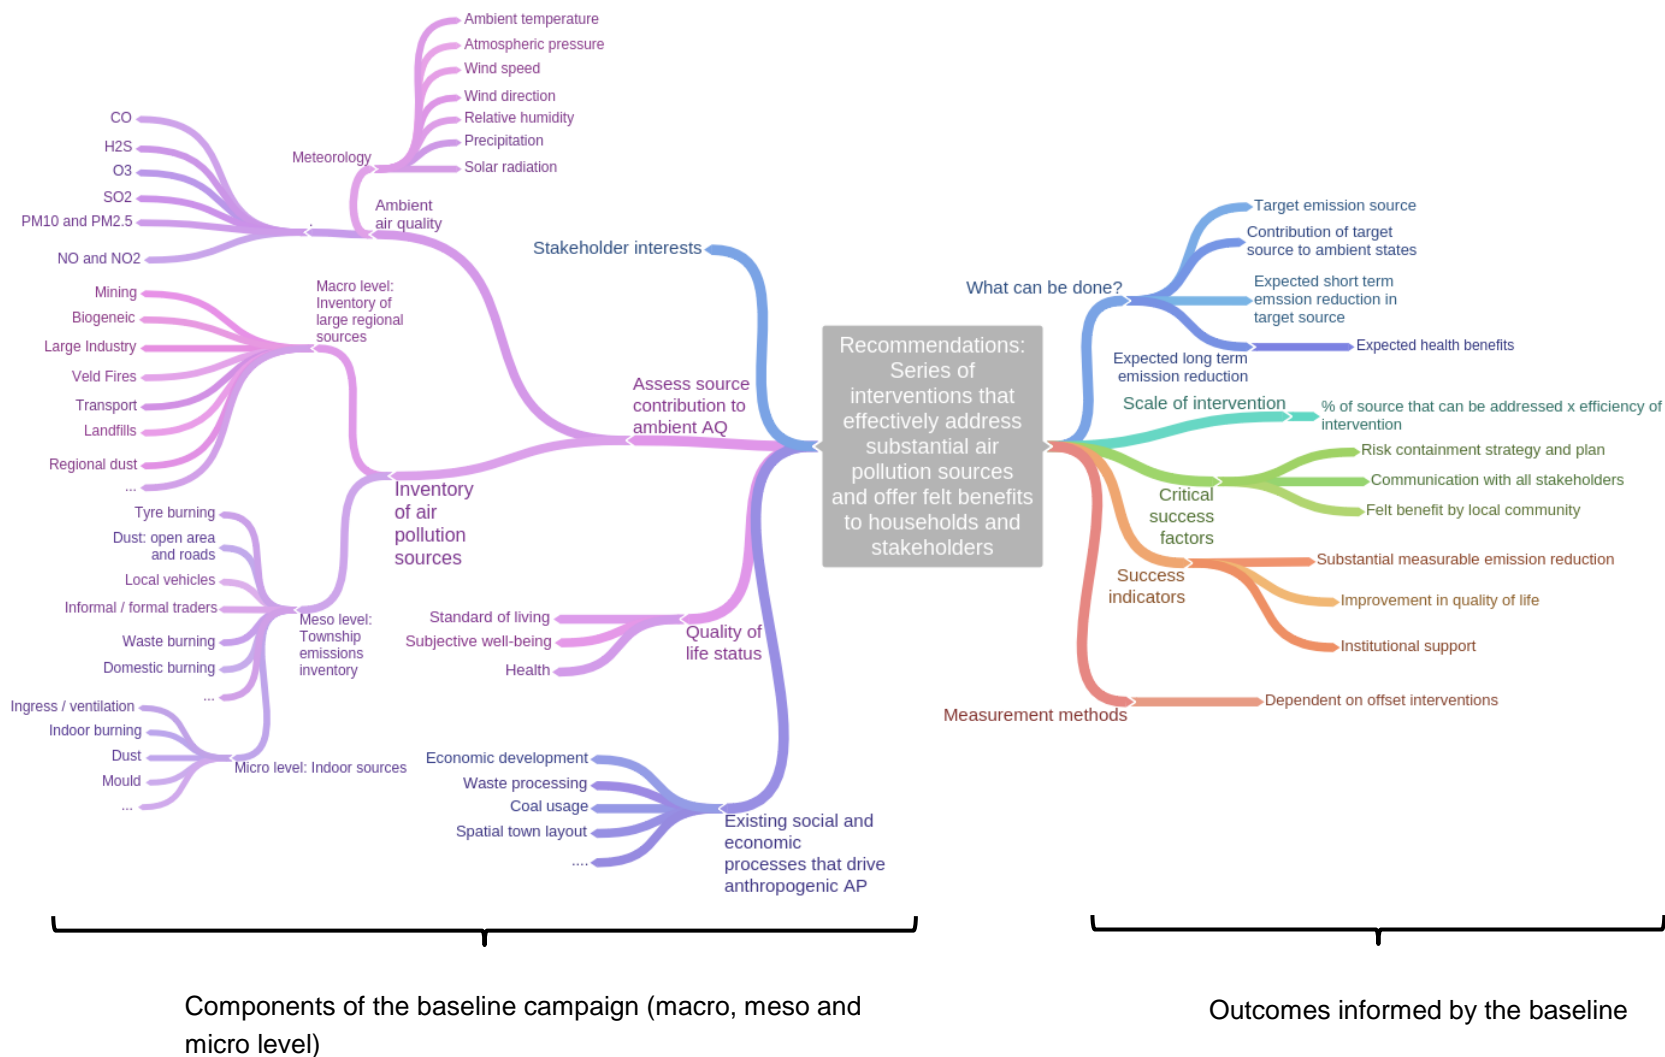 Ambient temperature
Atmospheric pressure
Wind speed
Wind direction
Relative humidity
Precipitation
Solar radiation
Meteorology
CO
H2S
O3
SO2
PM10 and PM2.5
NO and NO2
.
Ambient
air quality
Macro level:
Inventory of
large regional
sources
Mining
Biogeneic
Large Industry
Veld Fires
Transport
Landfills
Regional dust
...
Inventory
of air
pollution
sources
Tyre burning
Dust: open area
and roads
Local vehicles
Informal / formal traders
Waste burning
Domestic burning
...
Meso level:
Township
emissions
inventory
Ingress / ventilation
Indoor burning
Dust
Mould
...
Micro level: Indoor sources
Stakeholder interests
Assess source
contribution to
ambient AQ
Standard of living
Subjective well-being
Health
Quality of
life status
Economic development
Waste processing
Coal usage
Spatial town layout
....
Existing social and
economic
processes that drive
anthropogenic AP
Recommendations:
Series of
interventions that
effectively address
substantial air
pollution sources
and offer felt benefits
to households and
stakeholders
What can be done?
Target emission source
Contribution of target
source to ambient states
Expected short term
emssion reduction in
target source
Expected long term
emission reduction
Expected health benefits
Scale of intervention
% of source that can be addressed x efficiency of
intervention
Critical
success
factors
Risk containment strategy and plan
Communication with all stakeholders
Felt benefit by local community
Success
indicators
Substantial measurable emission reduction
Improvement in quality of life
Institutional support
Measurement methods
Dependent on offset interventions
Components of the baseline campaign (macro, meso and
micro level)
Outcomes informed by the baseline